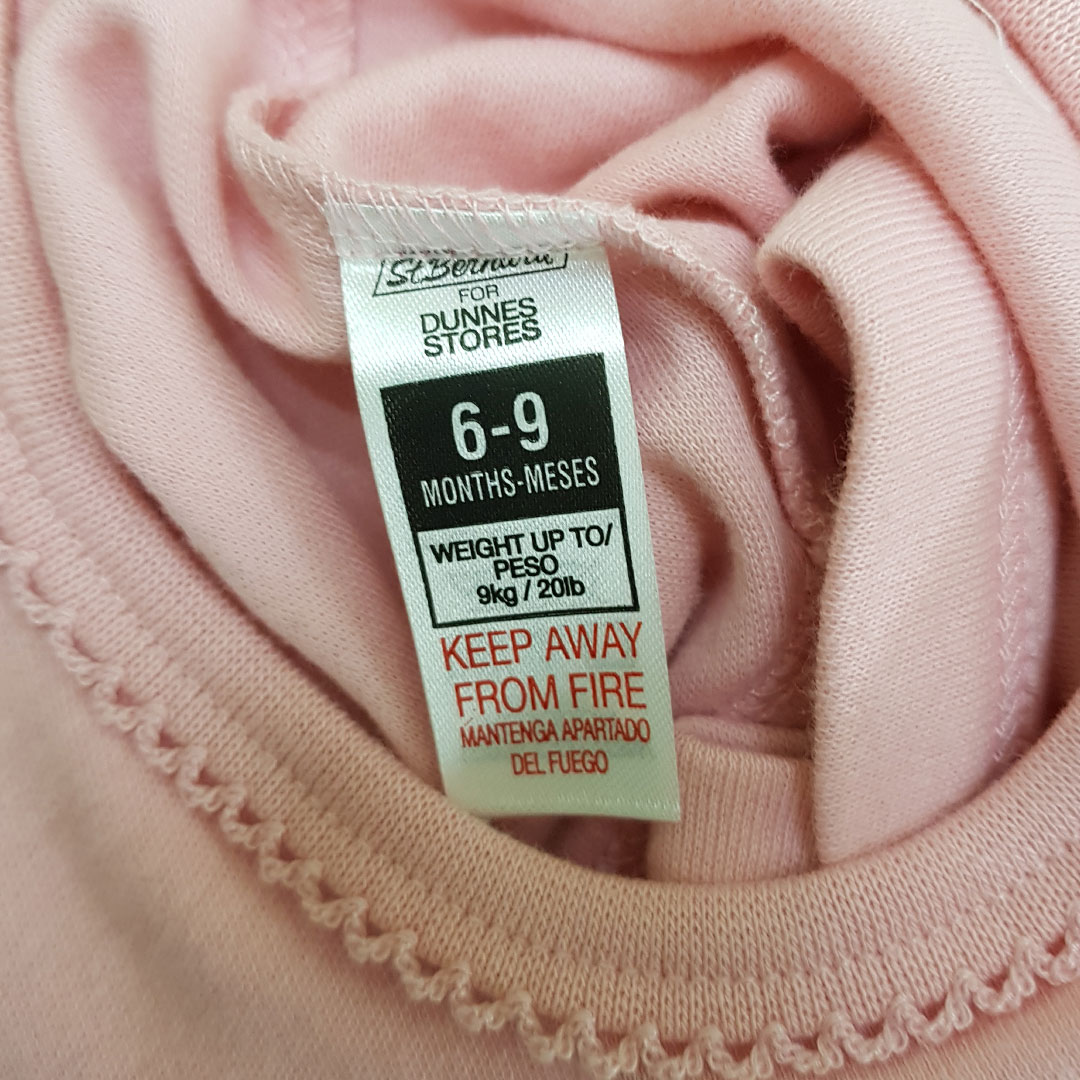 St Bernard
FOR
DUNNES
STORES
6-9
MONTHS-MESES
WEIGHT UP TO/
PESO
9kg / 20lb
KEEP AWAY
FROM FIRE
MANTENGA APARTADO
DEL FUEGO